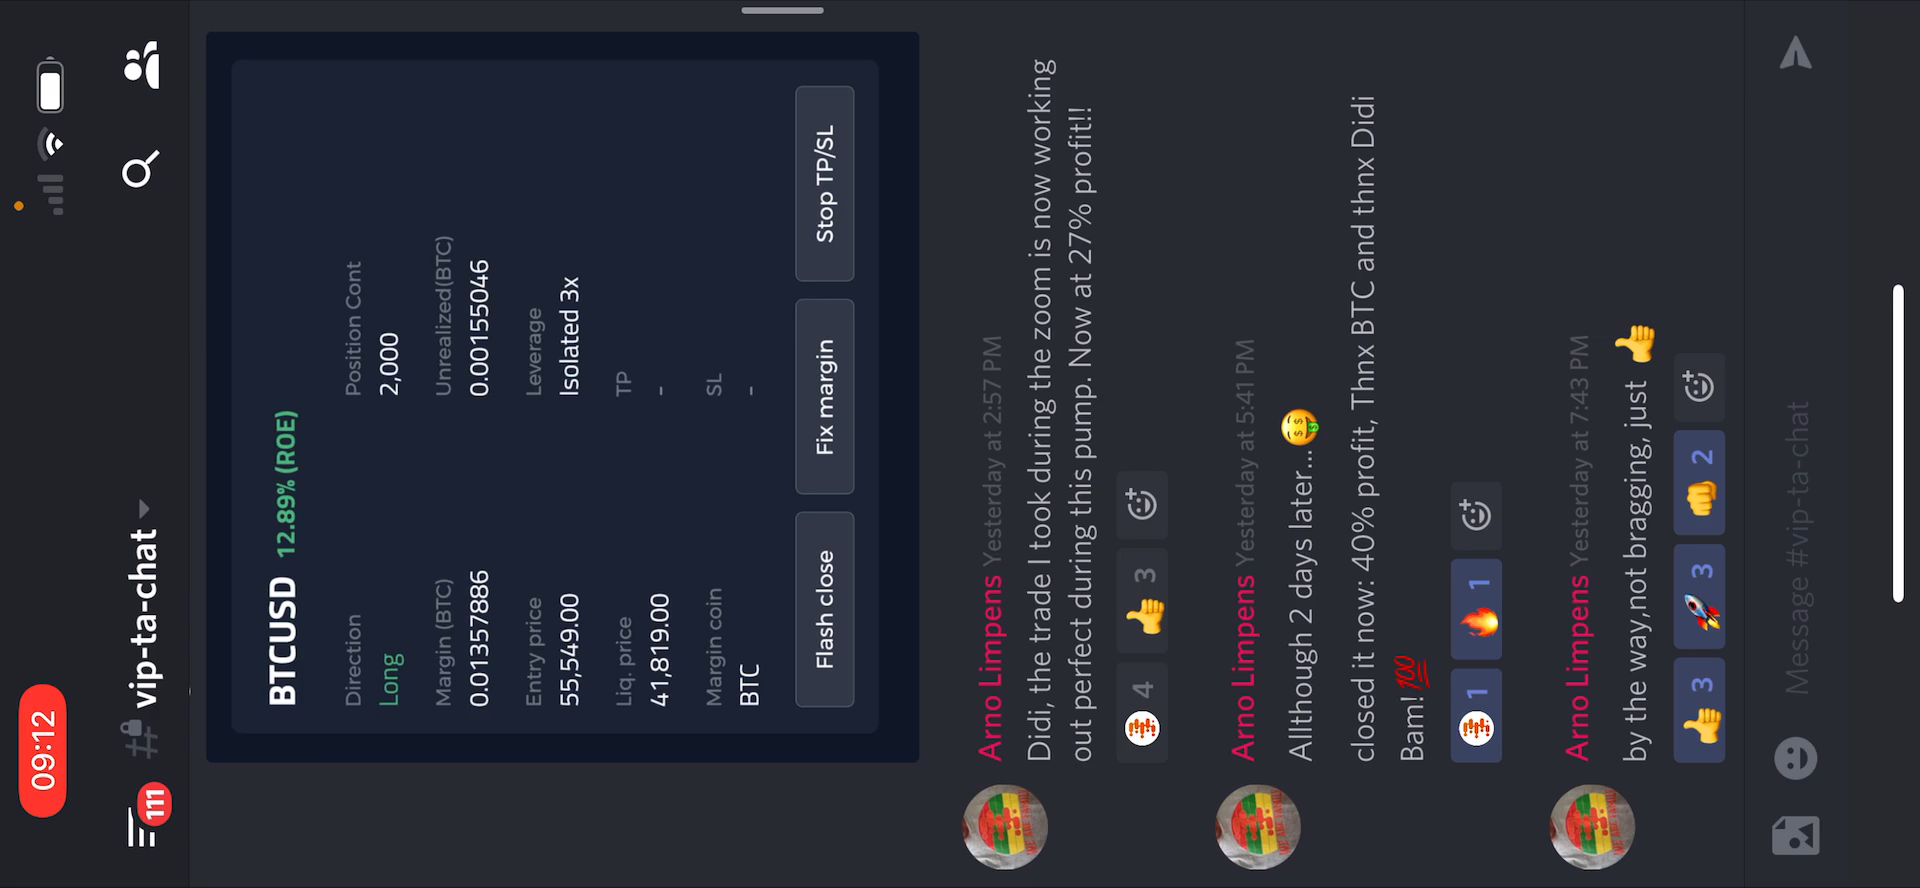 09:12
111
vip-ta-chat
BTCUSD 12.89% (ROE)
Direction Position Cont
Long 2,000
Margin (BTC) Unrealized(BTC)
0.01357886 0.00155046
Entry price Leverage
55,549.00 Isolated 3x
Liq. price TP
41,819.00 -
Margin coin SL
BTC -
Flash close Fix margin Stop TP/SL
Arno Limpens Yesterday at 2:57 PM
Didi, the trade I took during the zoom is now working
out perfect during this pump. Now at 27% profit!!
4 3
Arno Limpens Yesterday at 5:41 PM
Allthough 2 days later...
closed it now: 40% profit, Thnx BTC and thnx Didi
Bam!💯
1 1
Arno Limpens Yesterday at 7:43 PM
by the way,not bragging, just
3 3 2
Message #vip-ta-chat